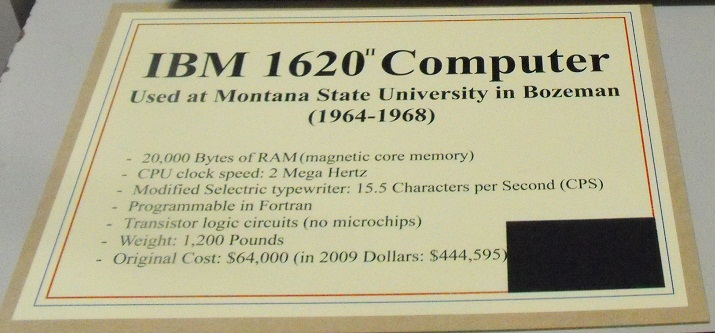 IBM 1620" Computer
Used at Montana State University in Bozeman
(1964-1968)
- 20,000 Bytes of RAM (magnetic core memory)
- CPU clock speed: 2 Mega Hertz
- Modified Selectric typewriter: 15.5 Characters per Second (CPS)
- Programmable in Fortran
- Transistor logic circuits (no microchips)
- Weight: 1,200 Pounds
- Original Cost: $64,000 (in 2009 Dollars: $444,595)